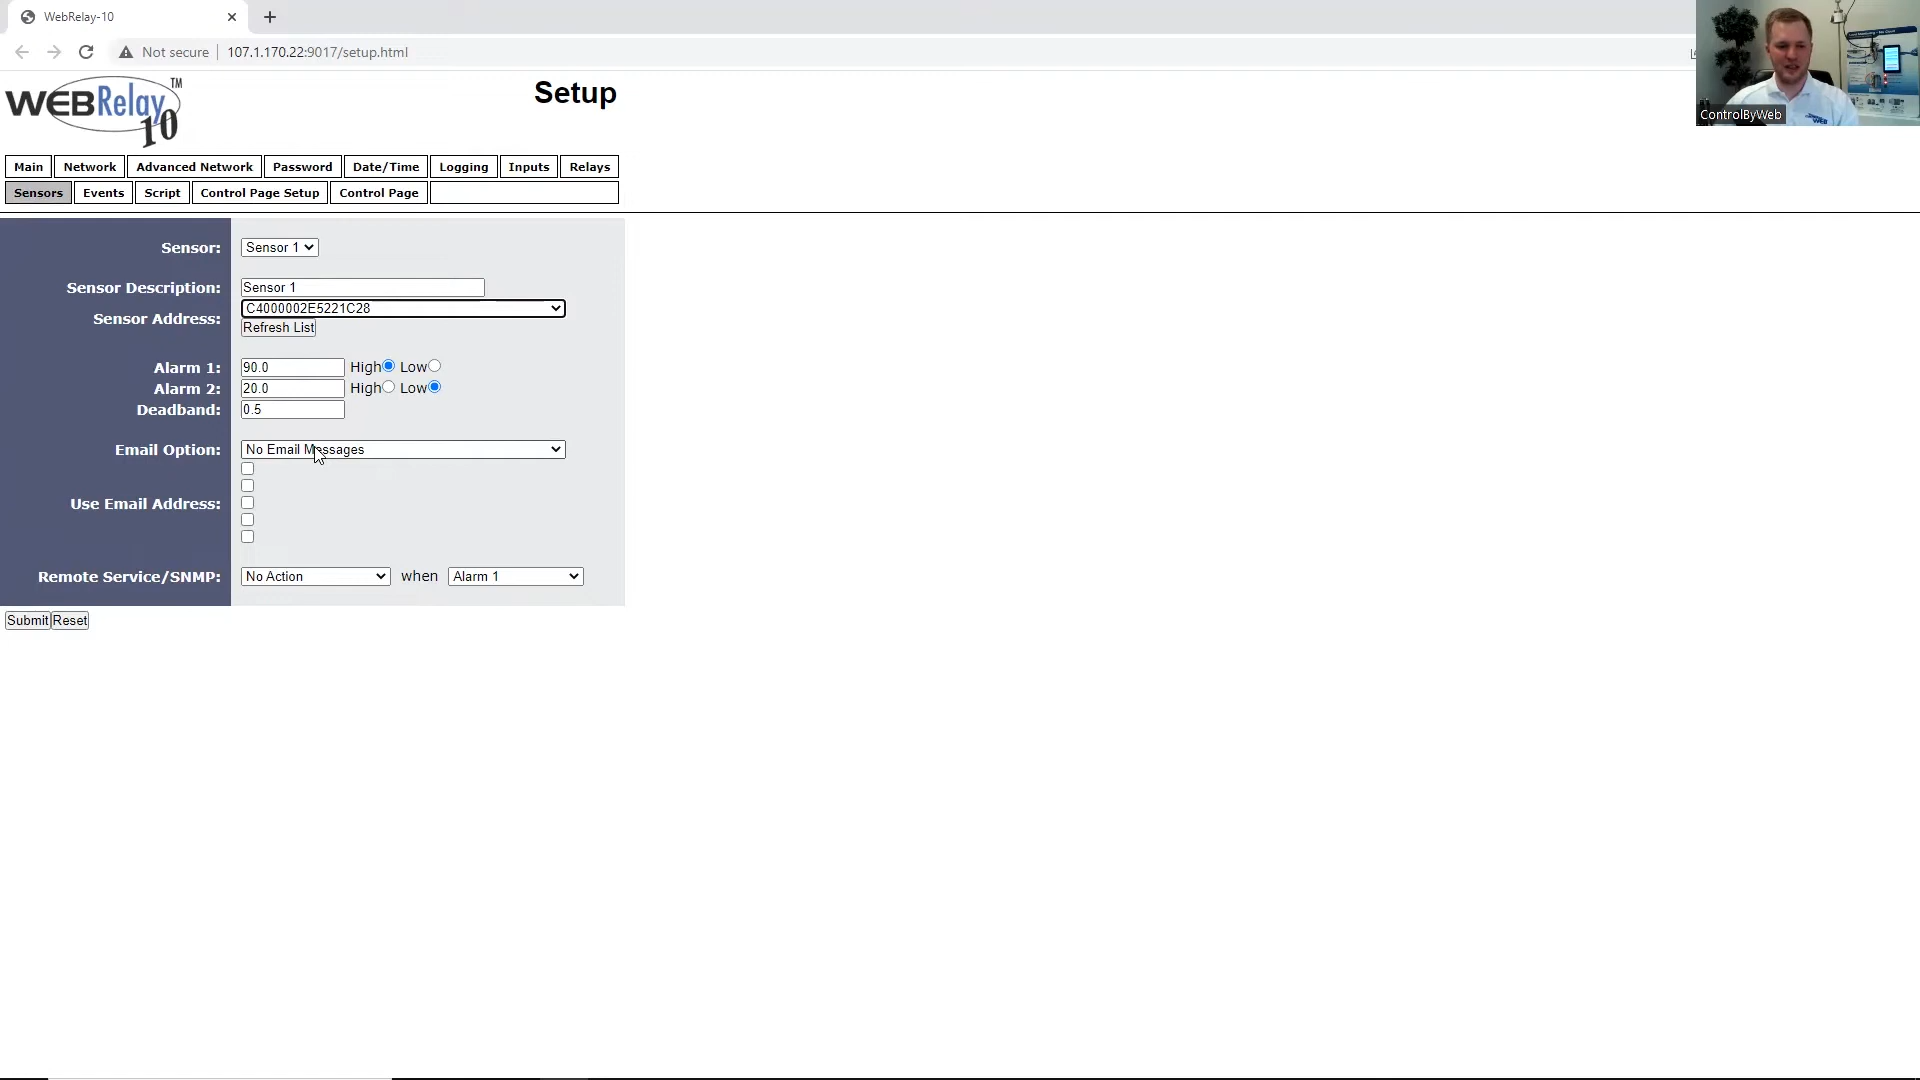 WebRelay-10
Not secure
107.1.170.22:9017/setup.html
WEBRelay TM
10
Setup
ControlByWeb
Main Network Advanced Network Password Date/Time Logging Inputs Relays
Sensors Events Script Control Page Setup Control Page
Sensor: Sensor 1
Sensor Description: Sensor 1
Sensor Address: C4000002E5221C28
Refresh List
Alarm 1: 90.0 High Low
Alarm 2: 20.0 High Low
Deadband: 0.5
Email Option: No Email Messages
Use Email Address:
Remote Service/SNMP: No Action when Alarm 1
Submit Reset